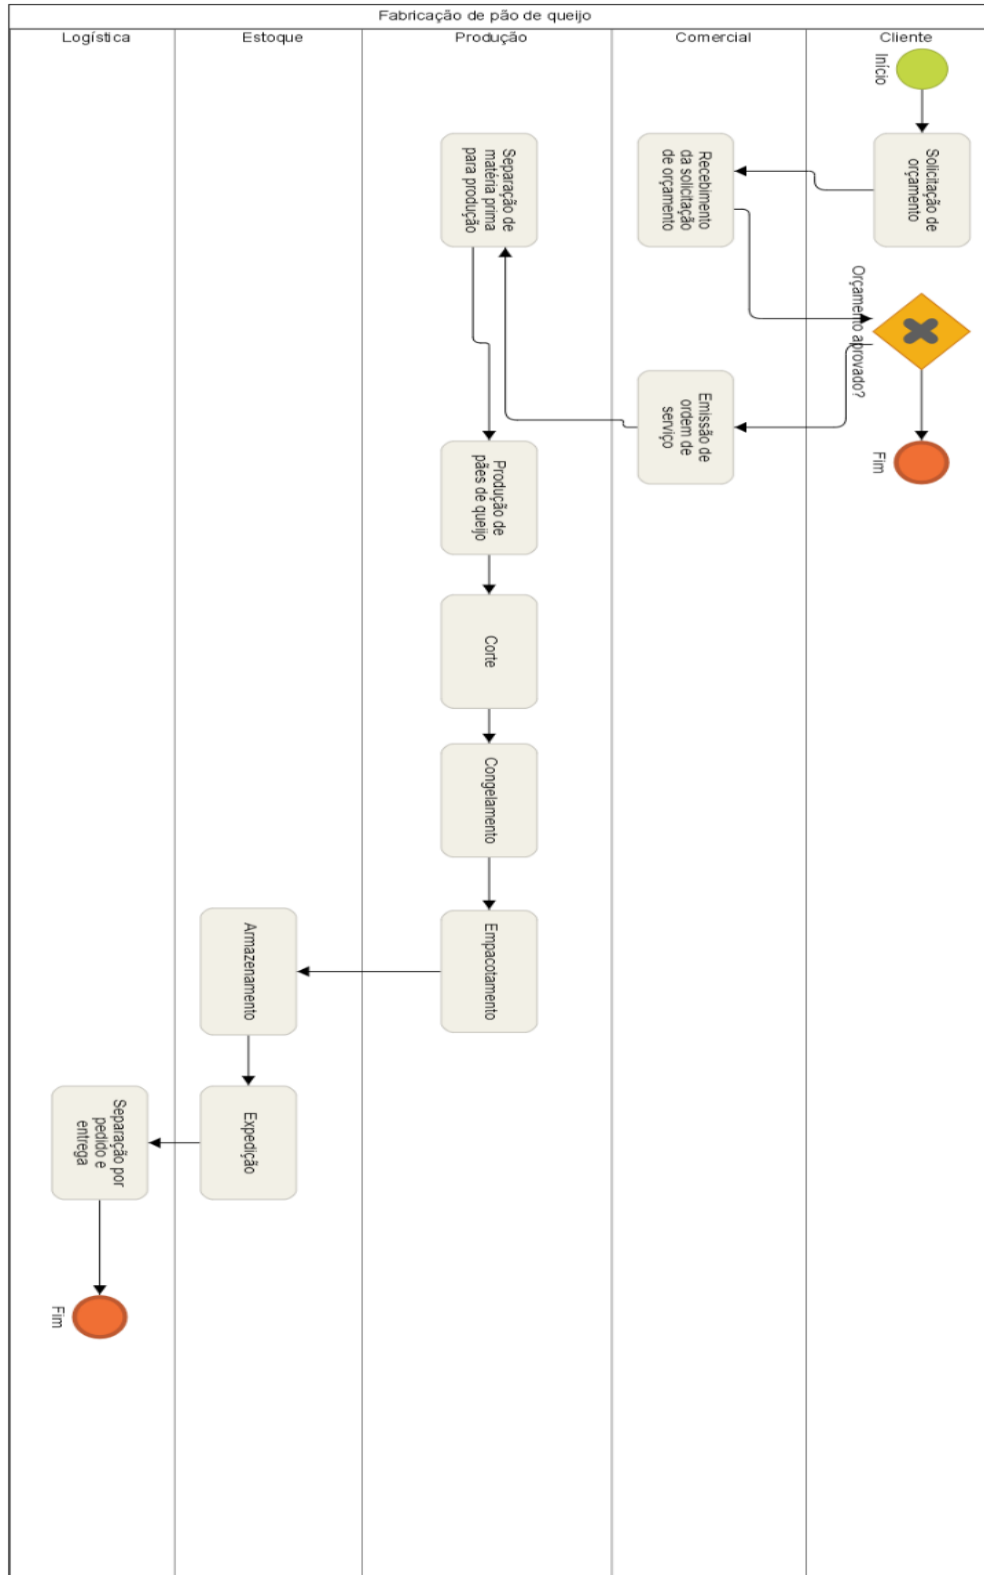 Fabricação de pão de queijo
Logística
Estoque
Produção
Comercial
Cliente
Início
Solicitação de
orçamento
Recebimento
da solicitação
de orçamento
Orçamento aprovado?
Fim
Emissão de
ordem de
serviço
Separação de
matéria prima
para produção
Produção de
pães de queijo
Corte
Congelamento
Empacotamento
Armazenamento
Expedição
Separação por
pedido e
entrega
Fim